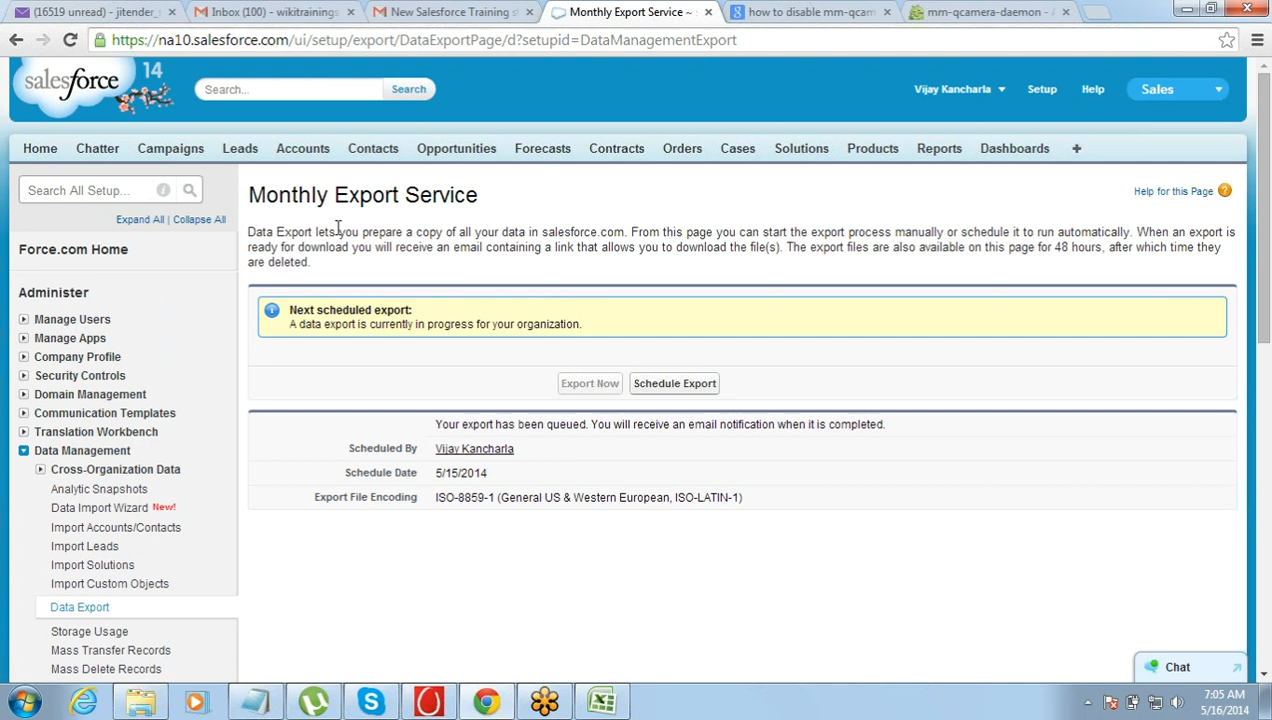 (16519 unread) - jitender_
Inbox (100) - wikitrainings
New Salesforce Training s
Monthly Export Service ~
how to disable mm-qcam
mm-qcamera-daemon - A
https://na10.salesforce.com/ui/setup/export/DataExportPage/d?setupid=DataManagementExport
salesforce
14
Search...
Search
Vijay Kancharla
Setup
Help
Sales
Home
Chatter
Campaigns
Leads
Accounts
Contacts
Opportunities
Forecasts
Contracts
Orders
Cases
Solutions
Products
Reports
Dashboards
+
Search All Setup...
Expand All | Collapse All
Force.com Home
Administer
Manage Users
Manage Apps
Company Profile
Security Controls
Domain Management
Communication Templates
Translation Workbench
Data Management
Cross-Organization Data
Analytic Snapshots
Data Import Wizard New!
Import Accounts/Contacts
Import Leads
Import Solutions
Import Custom Objects
Data Export
Storage Usage
Mass Transfer Records
Mass Delete Records
Monthly Export Service
Help for this Page
Data Export lets you prepare a copy of all your data in salesforce.com. From this page you can start the export process manually or schedule it to run automatically. When an export is
ready for download you will receive an email containing a link that allows you to download the file(s). The export files are also available on this page for 48 hours, after which time they
are deleted.
Next scheduled export:
A data export is currently in progress for your organization.
Export Now
Schedule Export
Your export has been queued. You will receive an email notification when it is completed.
Scheduled By Vijay Kancharla
Schedule Date 5/15/2014
Export File Encoding ISO-8859-1 (General US & Western European, ISO-LATIN-1)
Chat
7:05 AM
5/16/2014